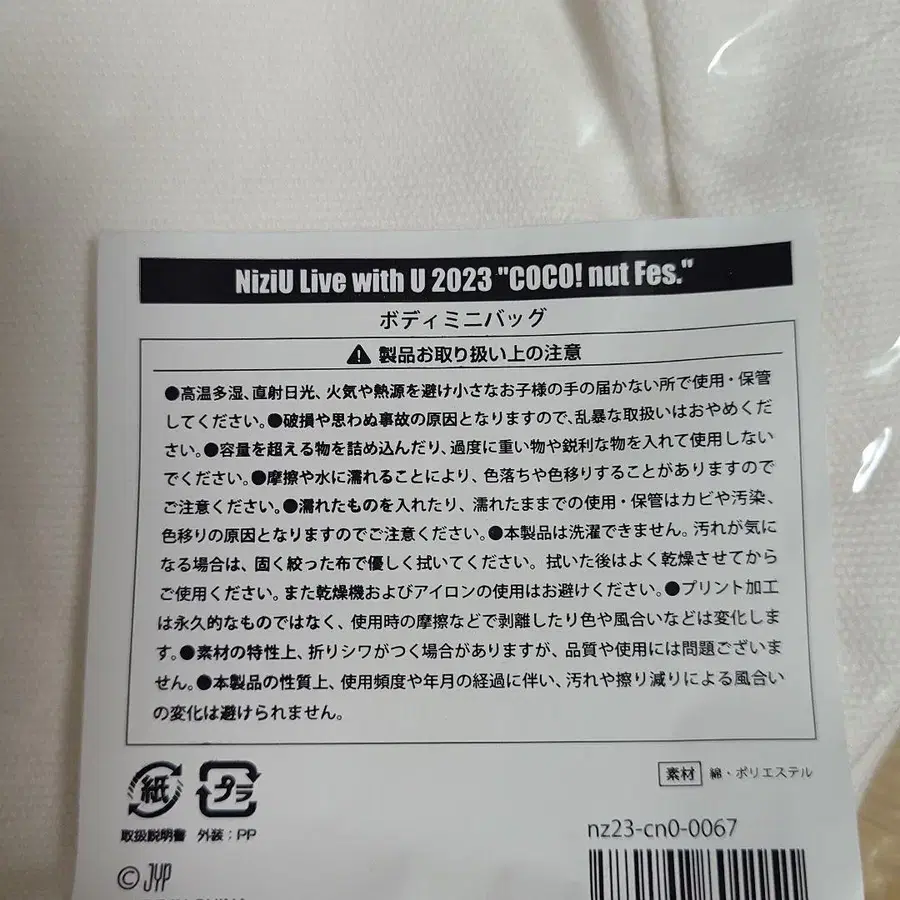 NiziU Live with U 2023 "COCO! nut Fes."
ボディミニバッグ
⚠ 製品お取り扱い上の注意
●高温多湿、直射日光、火気や熱源を避け小さなお子様の手の届かない所で使用・保管
してください。●破損や思わぬ事故の原因となりますので、乱暴な取扱いはおやめくだ
さい。●容量を超える物を詰め込んだり、過度に重い物や鋭利な物を入れて使用しない
でください。●摩擦や水に濡れることにより、色落ちや色移りすることがありますので
ご注意ください。●濡れたものを入れたり、濡れたままでの使用・保管はカビや汚染、
色移りの原因となりますのでご注意ください。●本製品は洗濯できません。汚れが気に
なる場合は、固く絞った布で優しく拭いてください。拭いた後はよく乾燥させてから
ご使用ください。また乾燥機およびアイロンの使用はお避けください。●プリント加工
は永久的なものではなく、使用時の摩擦などで剥離したり色や風合いなどは変化しま
す。●素材の特性上、折りシワがつく場合がありますが、品質や使用には問題ございま
せん。●本製品の性質上、使用頻度や年月の経過に伴い、汚れや擦り減りによる風合い
の変化は避けられません。
紙 プラ
取扱説明書 外装：PP
素材 綿・ポリエステル
nz23-cn0-0067
© JYP